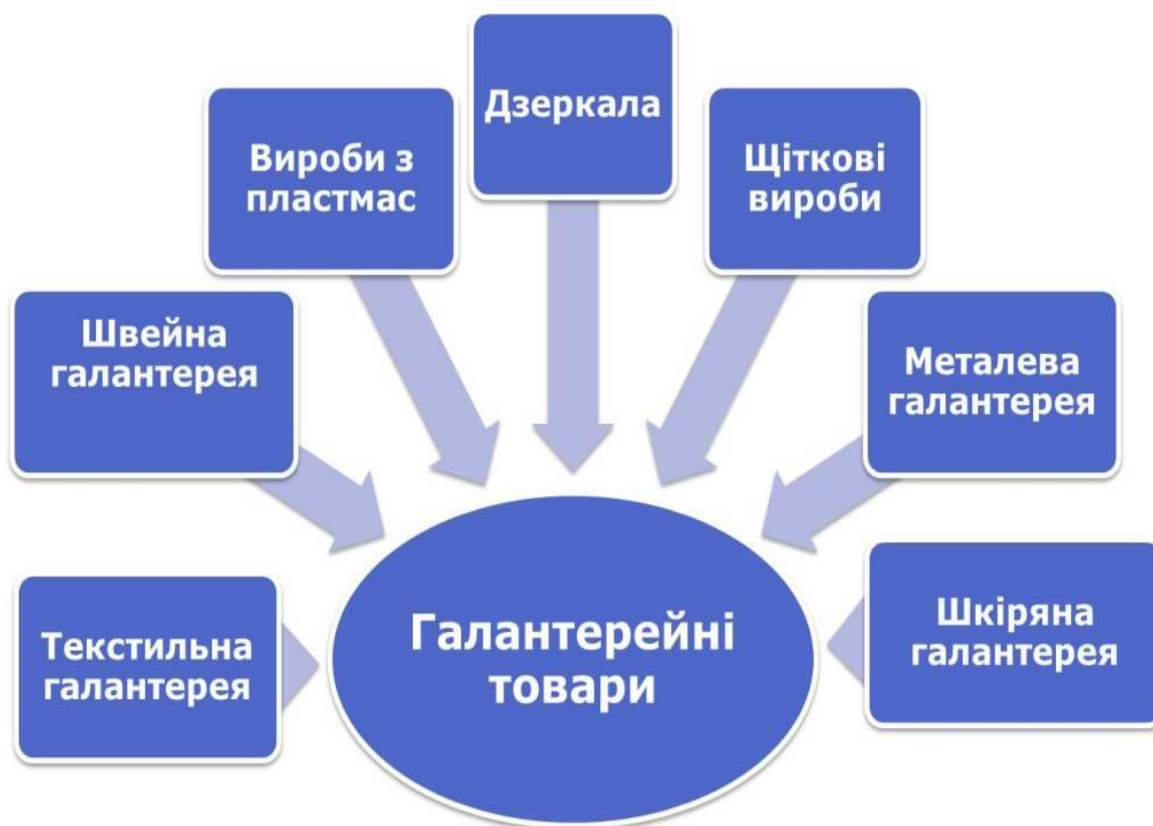 Дзеркала
Вироби з
пластмас
Щіткові
вироби
Швейна
галантерея
Металева
галантерея
Текстильна
галантерея
Шкіряна
галантерея
Галантерейні
товари